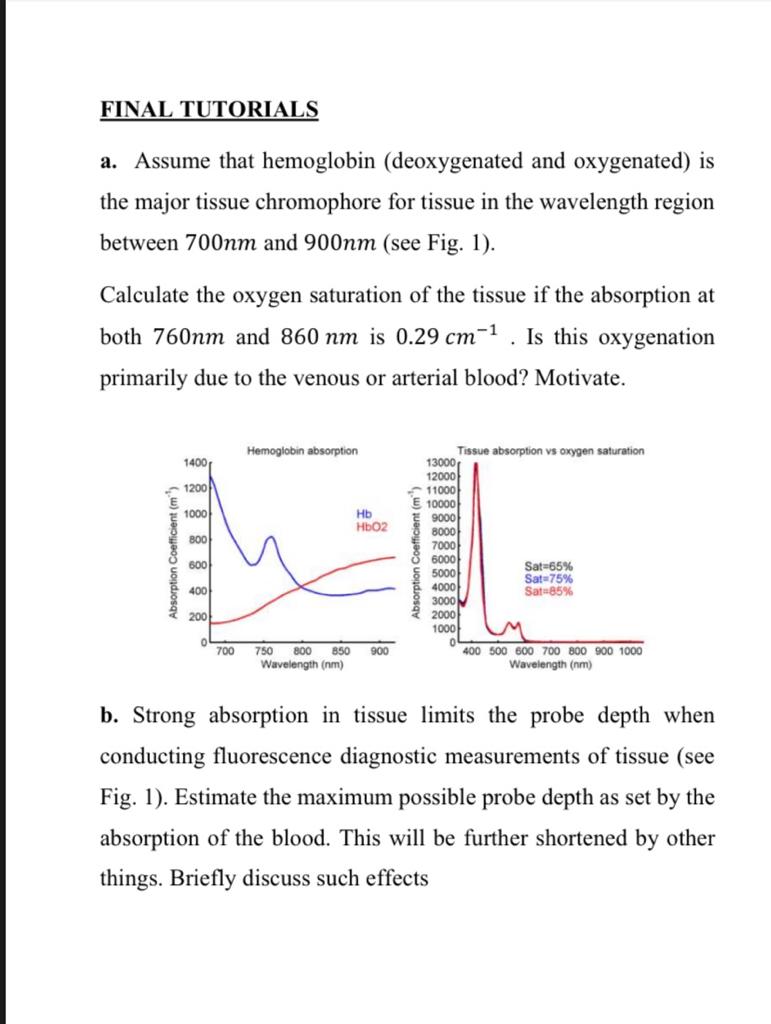 FINAL TUTORIALS
a. Assume that hemoglobin (deoxygenated and oxygenated) is
the major tissue chromophore for tissue in the wavelength region
between 700nm and 900nm (see Fig. 1).
Calculate the oxygen saturation of the tissue if the absorption at
both 760nm and 860 nm is 0.29 cm⁻¹ . Is this oxygenation
primarily due to the venous or arterial blood? Motivate.
Hemoglobin absorption
Absorption Coefficient (m⁻¹)
1400
1200
1000
800
600
400
200
0
Hb
HbO2
700 750 800 850 900
Wavelength (nm)
Tissue absorption vs oxygen saturation
Absorption Coefficient (m⁻¹)
13000
12000
11000
10000
9000
8000
7000
6000
5000
4000
3000
2000
1000
0
Sat=65%
Sat=75%
Sat=85%
400 500 600 700 800 900 1000
Wavelength (nm)
b. Strong absorption in tissue limits the probe depth when
conducting fluorescence diagnostic measurements of tissue (see
Fig. 1). Estimate the maximum possible probe depth as set by the
absorption of the blood. This will be further shortened by other
things. Briefly discuss such effects